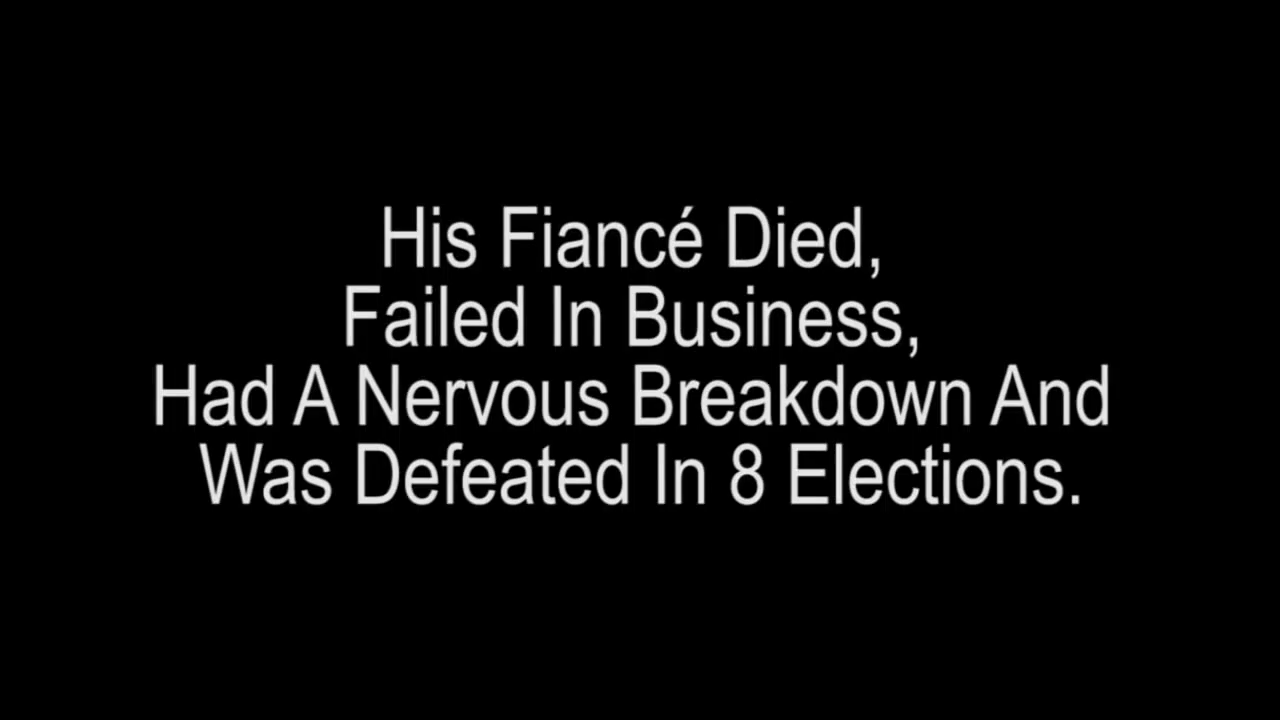 His Fiancé Died,
Failed In Business,
Had A Nervous Breakdown And
Was Defeated In 8 Elections.